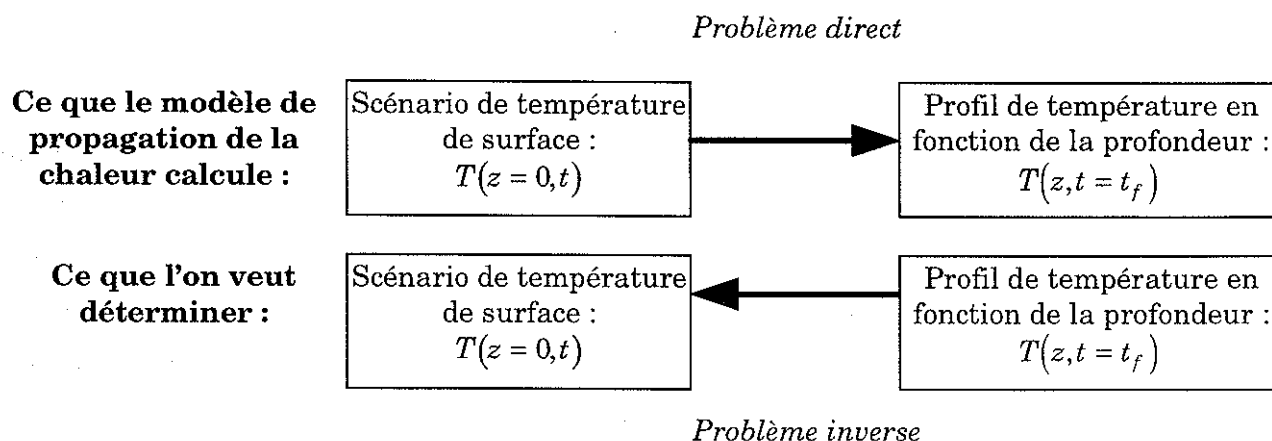 Problème direct
Ce que le modèle de
propagation de la
chaleur calcule :
Scénario de température
de surface :
T(z = 0,t)
Profil de température en
fonction de la profondeur :
T(z,t = t_f)
Ce que l'on veut
déterminer :
Scénario de température
de surface :
T(z = 0,t)
Profil de température en
fonction de la profondeur :
T(z,t = t_f)
Problème inverse